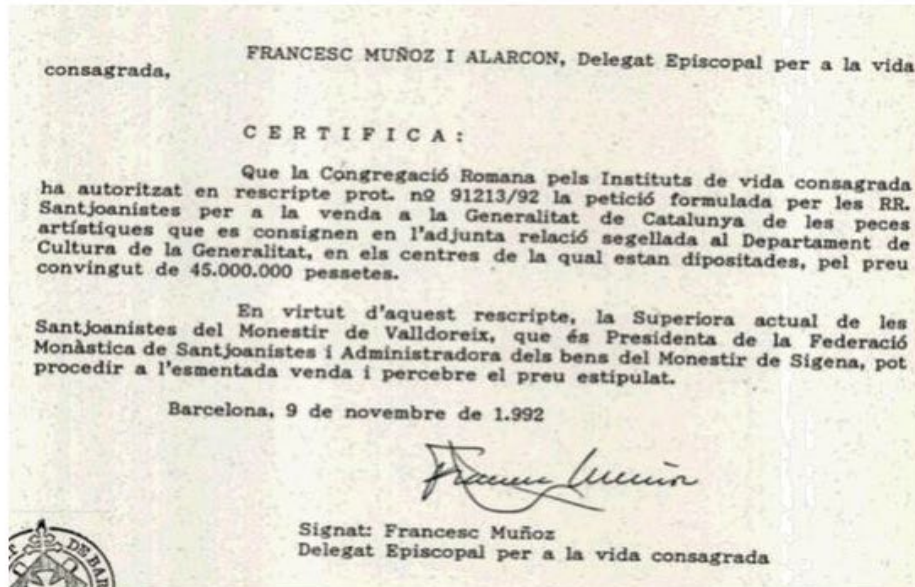 FRANCESC MUÑOZ I ALARCON, Delegat Episcopal per a la vida
consagrada,
C E R T I F I C A :
Que la Congregació Romana pels Instituts de vida consagrada
ha autoritzat en rescripte prot. nº 91213/92 la petició formulada per les RR.
Santjoanistes per a la venda a la Generalitat de Catalunya de les peces
artístiques que es consignen en l'adjunta relació segellada al Departament de
Cultura de la Generalitat, en els centres de la qual estan dipositades, pel preu
convingut de 45.000.000 pessetes.
En virtut d'aquest rescripte, la Superiora actual de les
Santjoanistes del Monestir de Valldoreix, que és Presidenta de la Federació
Monàstica de Santjoanistes i Administradora dels bens del Monestir de Sigena, pot
procedir a l'esmentada venda i percebre el preu estipulat.
Barcelona, 9 de novembre de 1.992
Signat: Francesc Muñoz
Delegat Episcopal per a la vida consagrada